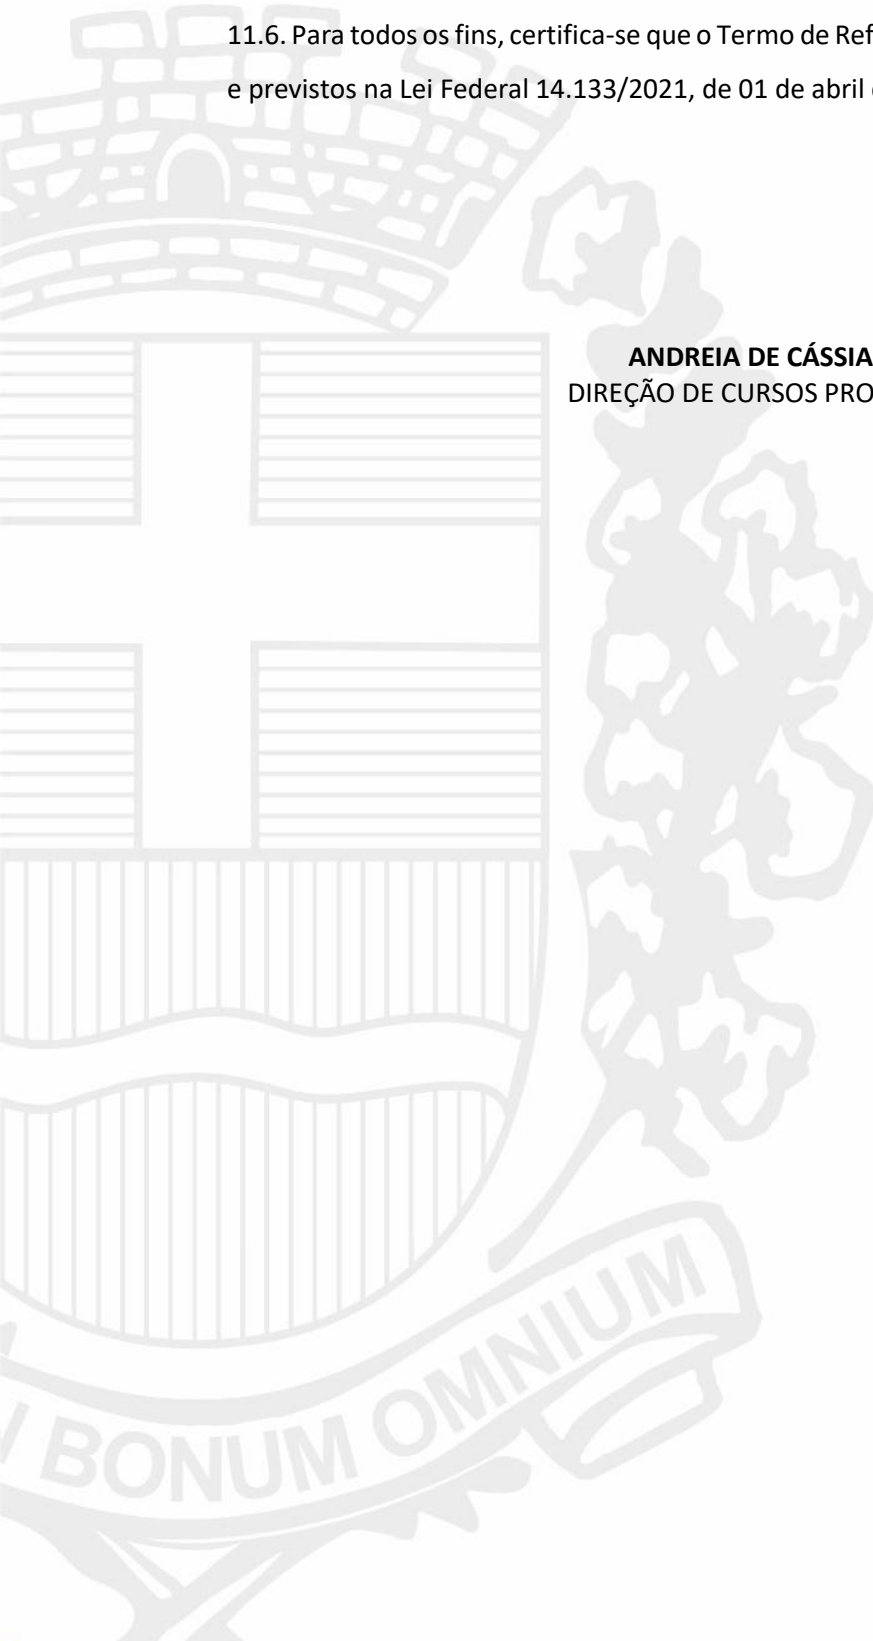 11.6. Para todos os fins, certifica-se que o Termo de Ref
e previstos na Lei Federal 14.133/2021, de 01 de abril
ANDREIA DE CÁSSIA
DIREÇÃO DE CURSOS PRO
BONUM OMNIUM